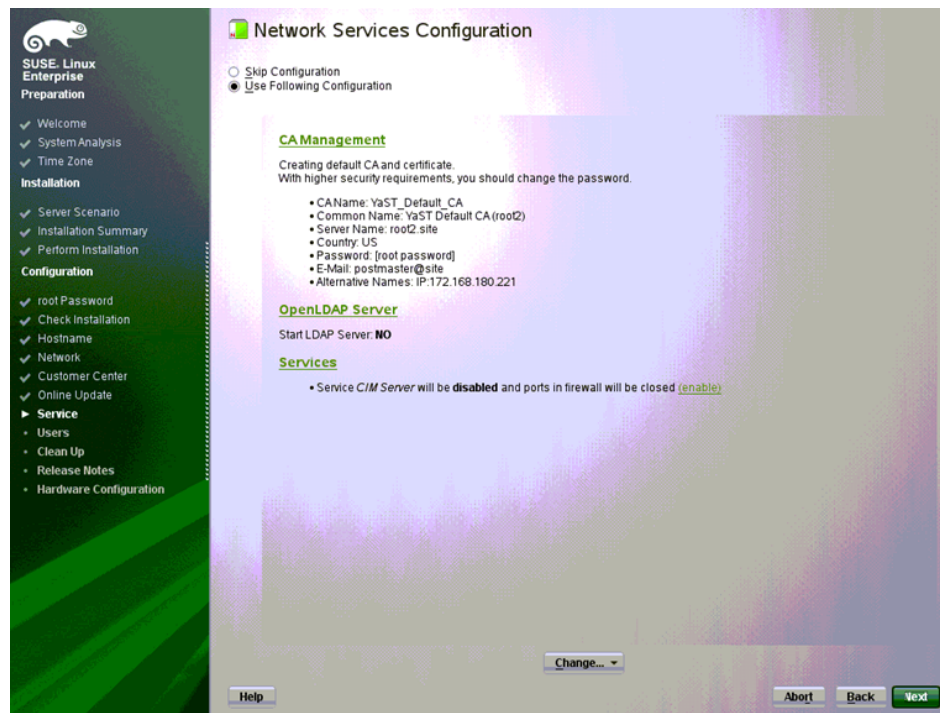 SUSE. Linux
Enterprise
Preparation
Welcome
System Analysis
Time Zone
Installation
Server Scenario
Installation Summary
Perform Installation
Configuration
root Password
Check Installation
Hostname
Network
Customer Center
Online Update
Service
Users
Clean Up
Release Notes
Hardware Configuration
Network Services Configuration
Skip Configuration
Use Following Configuration
CA Management
Creating default CA and certificate.
With higher security requirements, you should change the password.
• CA Name: YaST_Default_CA
• Common Name: YaST Default CA (root2)
• Server Name: root2.site
• Country: US
• Password: [root password]
• E-Mail: postmaster@site
• Alternative Names: IP:172.168.180.221
OpenLDAP Server
Start LDAP Server: NO
Services
• Service CIM Server will be disabled and ports in firewall will be closed (enable)
Change...
Help
Abort
Back
Next